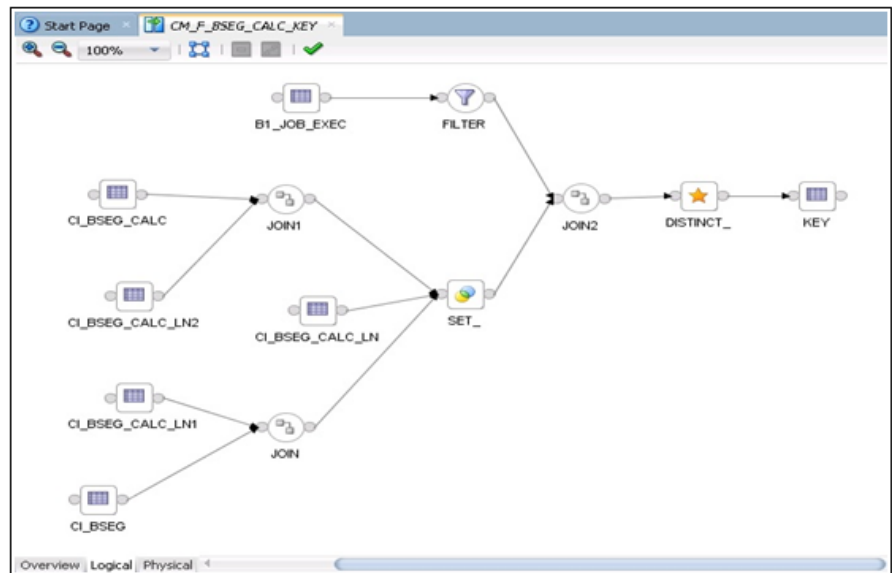 Start Page
CM_F_BSEG_CALC_KEY
100%
B1_JOB_EXEC
FILTER
CI_BSEG_CALC
JOIN1
JOIN2
DISTINCT_
KEY
CI_BSEG_CALC_LN2
CI_BSEG_CALC_LN
SET_
CI_BSEG_CALC_LN1
JOIN
CI_BSEG
Overview Logical Physical